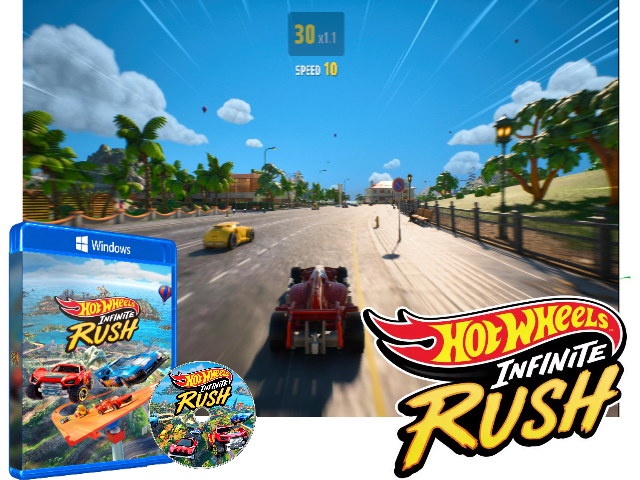 30 x1.1
SPEED 10
Windows
HOT WHEELS
INFINITE
RUSH
HOT WHEELS
INFINITE
RUSH
HOT WHEELS
INFINITE
RUSH